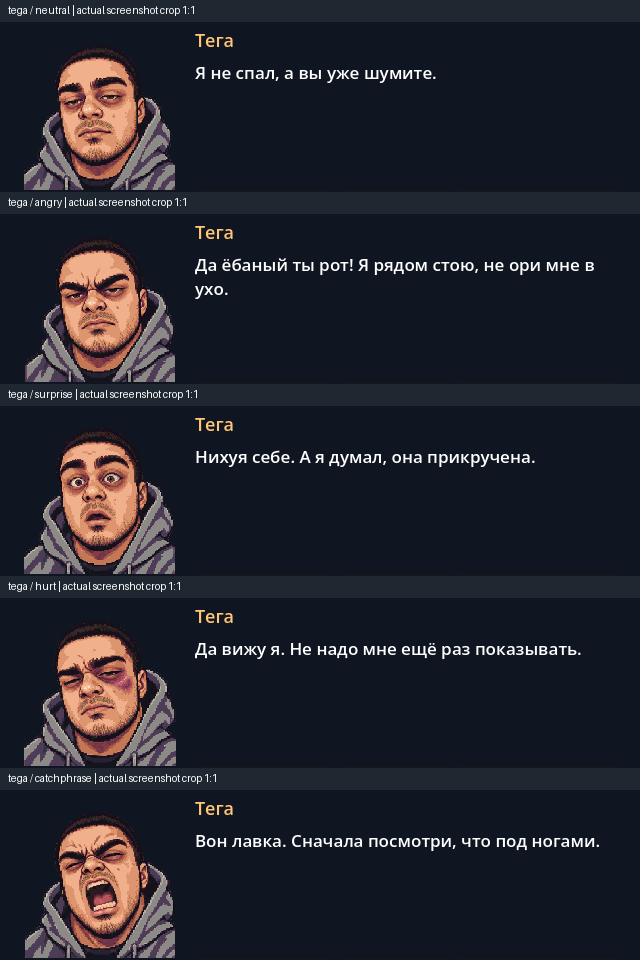 tega / neutral | actual screenshot crop 1:1
Тега
Я не спал, а вы уже шумите.
tega / angry | actual screenshot crop 1:1
Тега
Да ёбаный ты рот! Я рядом стою, не ори мне в
ухо.
tega / surprise | actual screenshot crop 1:1
Тега
Нихуя себе. А я думал, она прикручена.
tega / hurt | actual screenshot crop 1:1
Тега
Да вижу я. Не надо мне ещё раз показывать.
tega / catchphrase | actual screenshot crop 1:1
Тега
Вон лавка. Сначала посмотри, что под ногами.